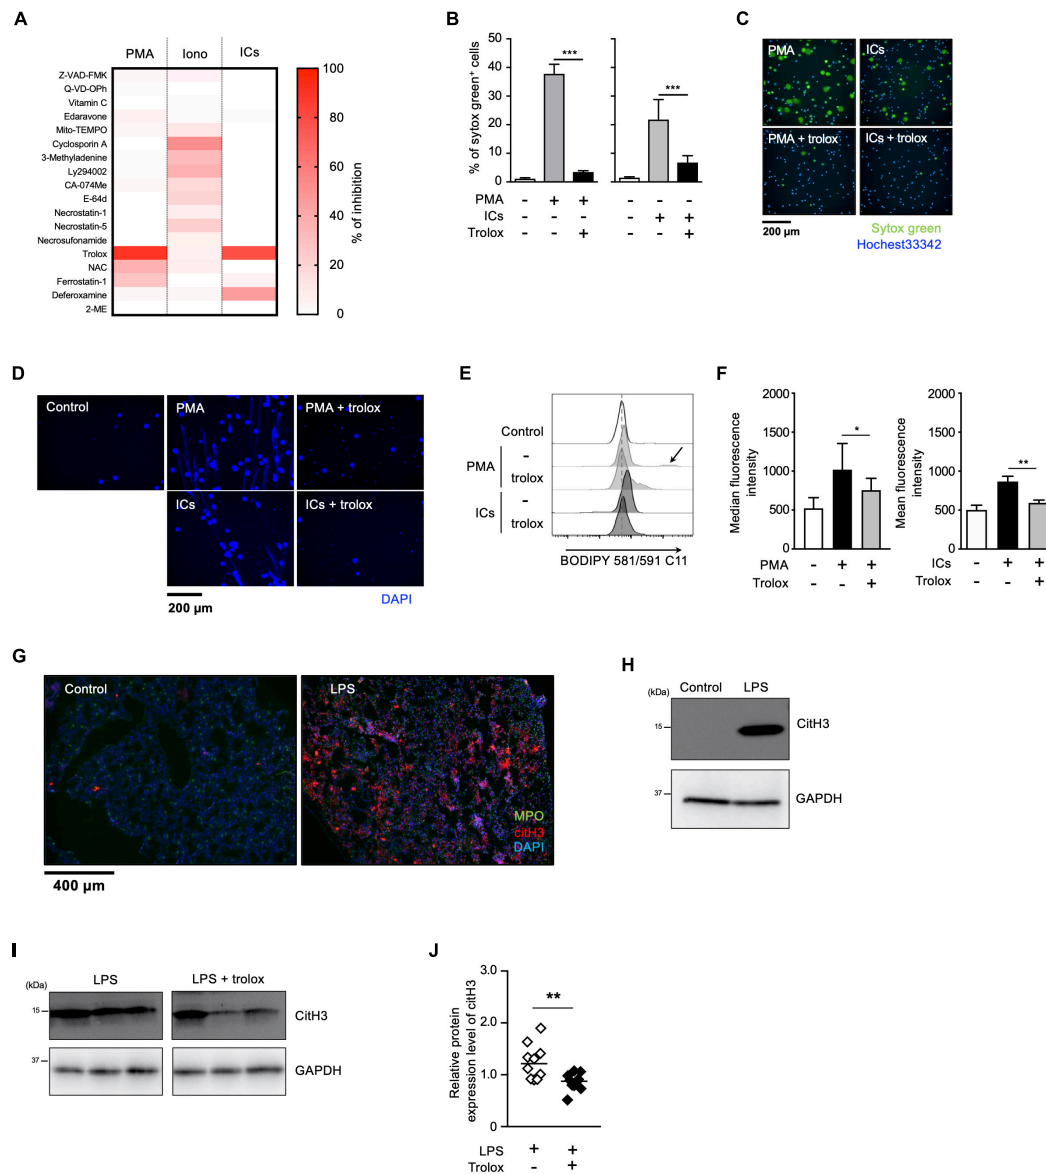 A
PMA Iono ICs
Z-VAD-FMK
Q-VD-OPh
Vitamin C
Edaravone
Mito-TEMPO
Cyclosporin A
3-Methyladenine
Ly294002
CA-074Me
E-64d
Necrostatin-1
Necrostatin-5
Necrosufonamide
Trolox
NAC
Ferrostatin-1
Deferoxamine
2-ME
100
80
60
40
20
0
% of inhibition
B
% of sytox green+ cells
50
40
30
20
10
0
*** ***
PMA - + + - - -
ICs - - - - + +
Trolox - - + - - +
C
PMA ICs
PMA + trolox ICs + trolox
200 µm
Sytox green
Hochest33342
D
Control PMA PMA + trolox
ICs ICs + trolox
200 µm
DAPI
E
Control
PMA
-
trolox
ICs
-
trolox
BODIPY 581/591 C11
F
Median fluorescence
intensity
2000
1500
1000
500
0
*
PMA - + +
Trolox - - +
Mean fluorescence
intensity
2000
1500
1000
500
0
**
ICs - + +
Trolox - - +
G
Control LPS
MPO
citH3
DAPI
400 µm
H
(kDa) Control LPS
15 CitH3
37 GAPDH
I
(kDa) LPS LPS + trolox
15 CitH3
37 GAPDH
J
Relative protein
expression level of citH3
3.0
2.0
1.0
0
**
LPS + +
Trolox - +